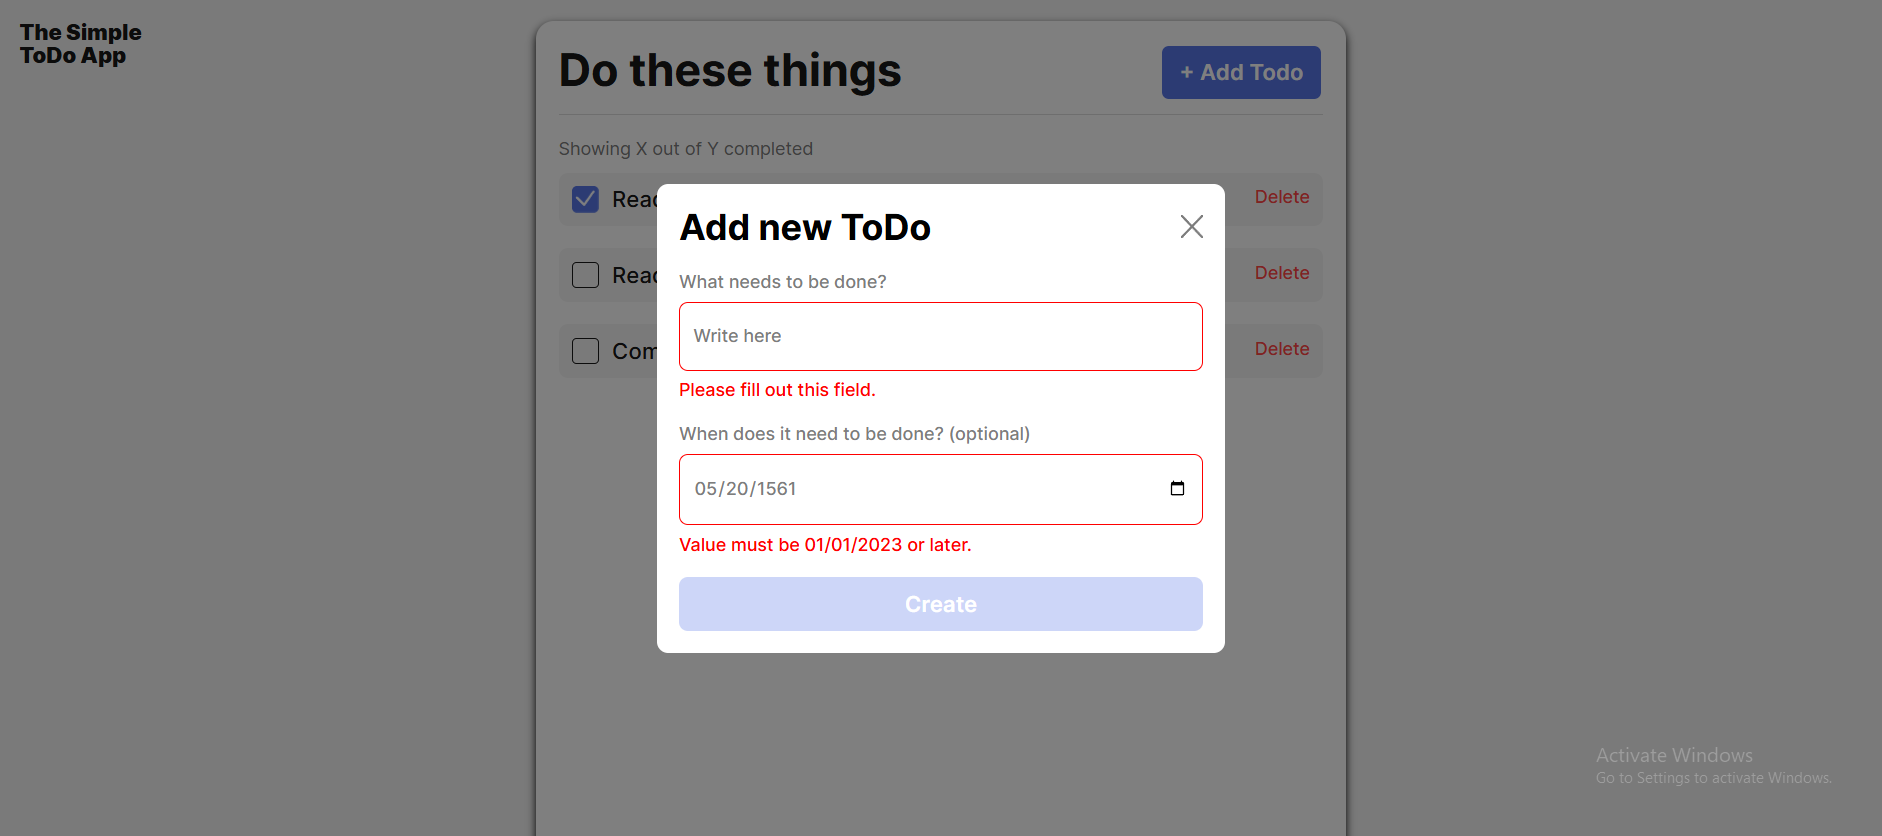 The Simple
ToDo App
Do these things
+ Add Todo
Showing X out of Y completed
Delete
Delete
Delete
Add new ToDo
What needs to be done?
Write here
Please fill out this field.
When does it need to be done? (optional)
05/20/1561
Value must be 01/01/2023 or later.
Create
Activate Windows
Go to Settings to activate Windows.